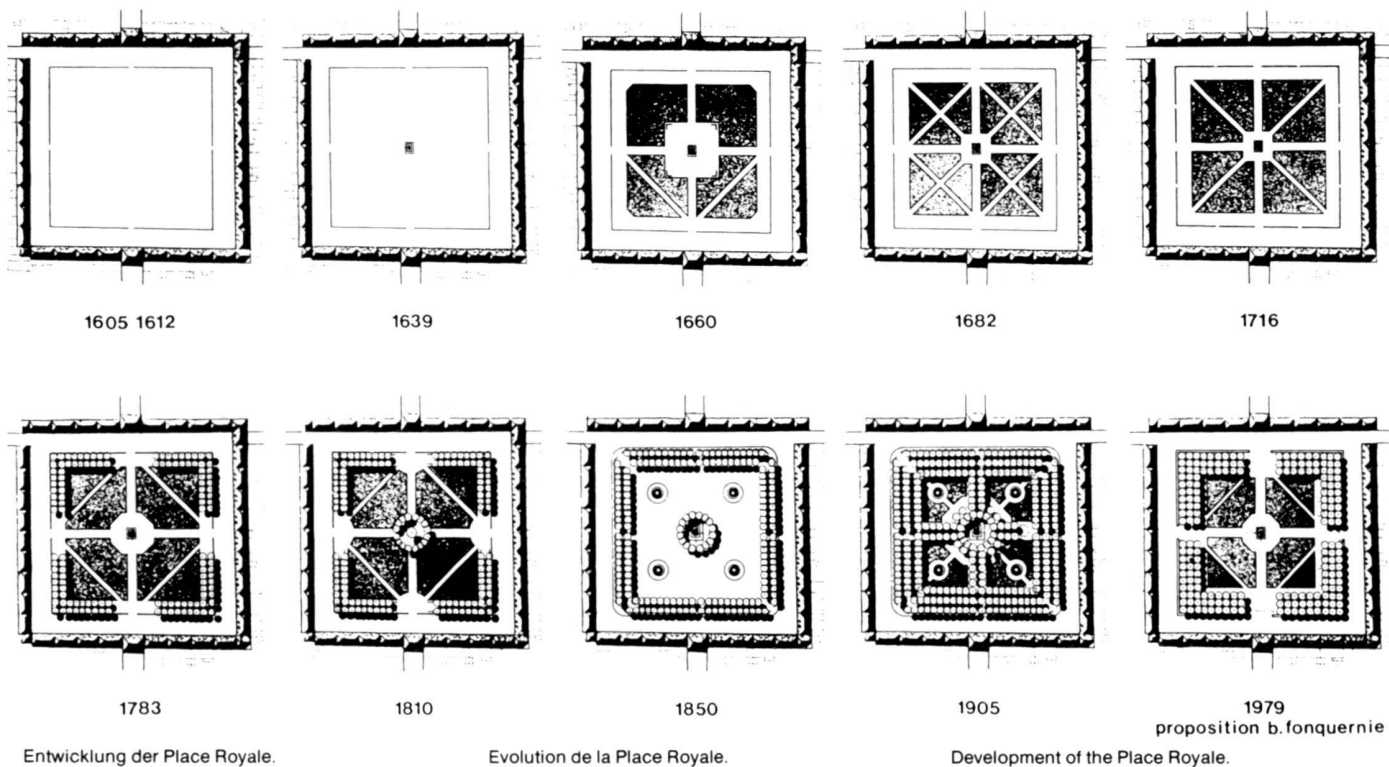 1605 1612
1639
1660
1682
1716
1783
1810
1850
1905
1979
proposition b.fonquernie
Entwicklung der Place Royale.
Evolution de la Place Royale.
Development of the Place Royale.